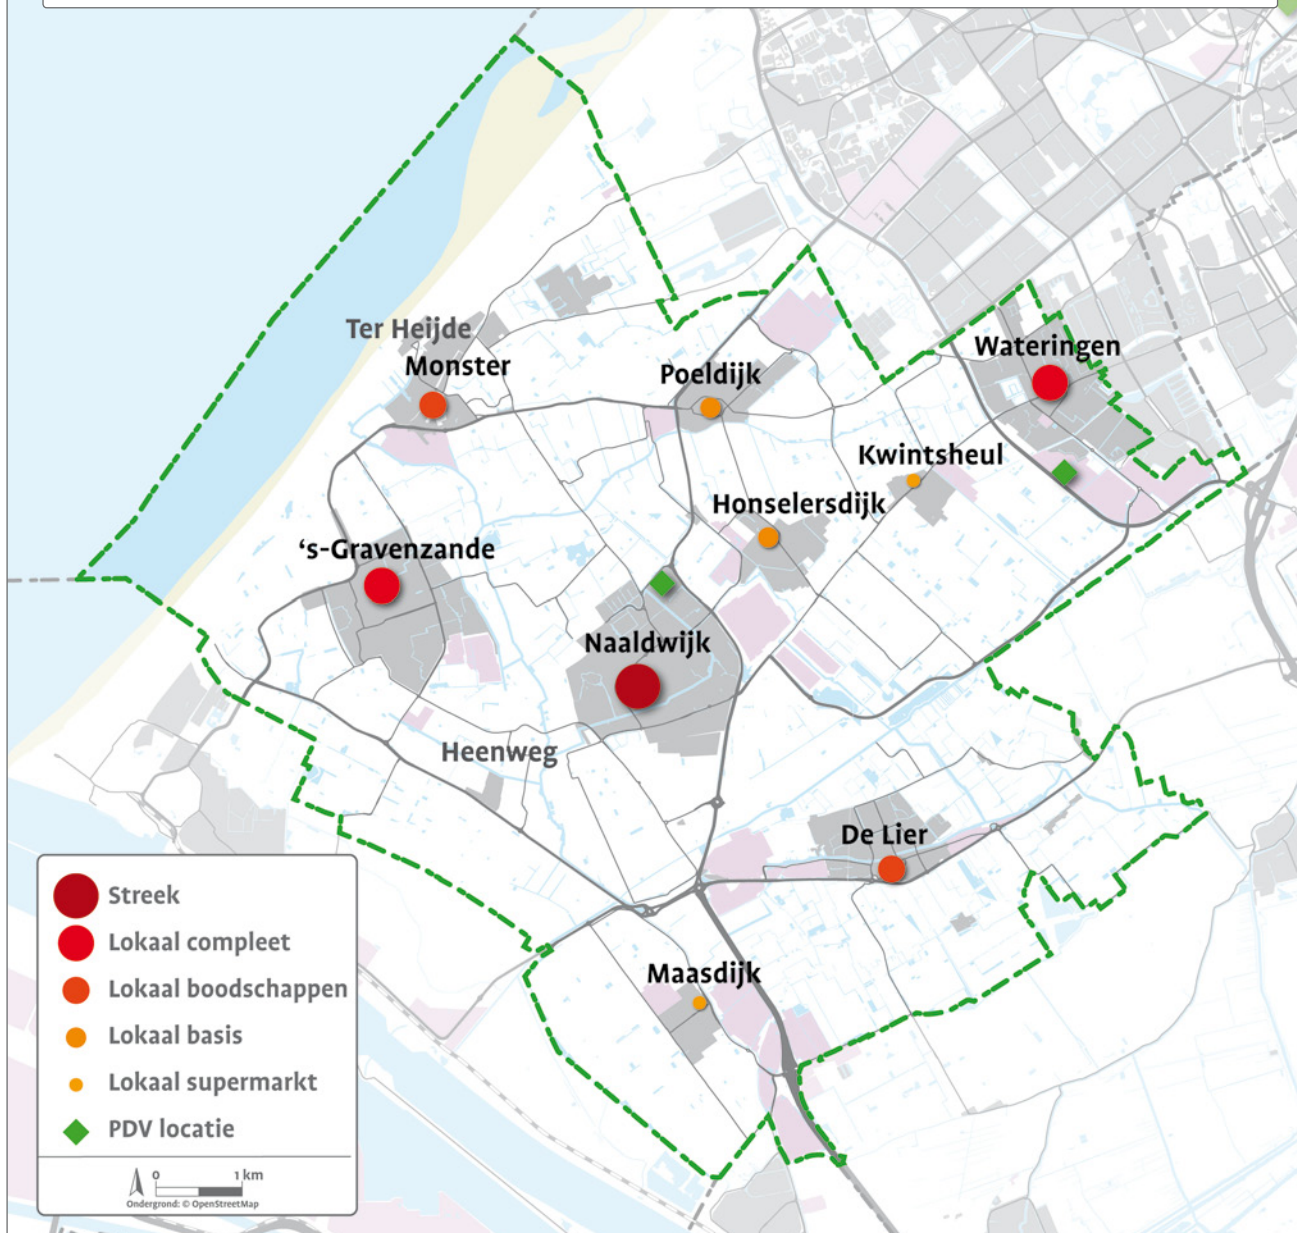 Ter Heijde
Monster
Poeldijk
Wateringen
Kwintsheul
Honselersdijk
‘s-Gravenzande
Naaldwijk
Heenweg
De Lier
Maasdijk
Streek
Lokaal compleet
Lokaal boodschappen
Lokaal basis
Lokaal supermarkt
PDV locatie
0 1 km
Ondergrond: © OpenStreetMap